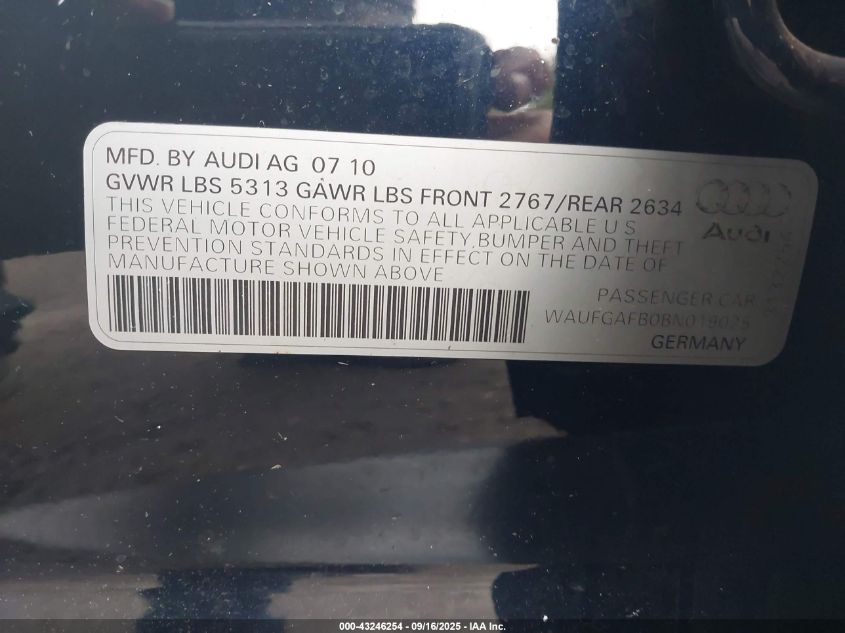 MFD. BY AUDI AG 07 10
GVWR LBS 5313 GAWR LBS FRONT 2767/REAR 2634
THIS VEHICLE CONFORMS TO ALL APPLICABLE U S
FEDERAL MOTOR VEHICLE SAFETY,BUMPER AND THEFT
PREVENTION STANDARDS IN EFFECT ON THE DATE OF
MANUFACTURE SHOWN ABOVE
Audi
PASSENGER CAR
WAUFGAFB0BN019025
GERMANY
000-43246254 - 09/16/2025 - IAA Inc.